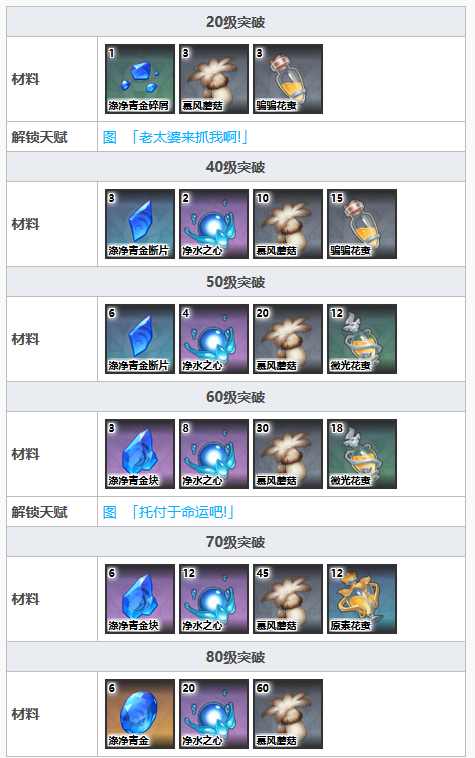 20级突破
材料
1
3
3
涤净青金碎屑
慕风蘑菇
骗骗花蜜
解锁天赋
图 「老太婆来抓我啊!」
40级突破
材料
3
2
10
15
涤净青金断片
净水之心
慕风蘑菇
骗骗花蜜
50级突破
材料
6
4
20
12
涤净青金断片
净水之心
慕风蘑菇
微光花蜜
60级突破
材料
3
8
30
18
涤净青金块
净水之心
慕风蘑菇
微光花蜜
解锁天赋
图 「托付于命运吧!」
70级突破
材料
6
12
45
12
涤净青金块
净水之心
慕风蘑菇
原素花蜜
80级突破
材料
6
20
60
涤净青金
净水之心
慕风蘑菇